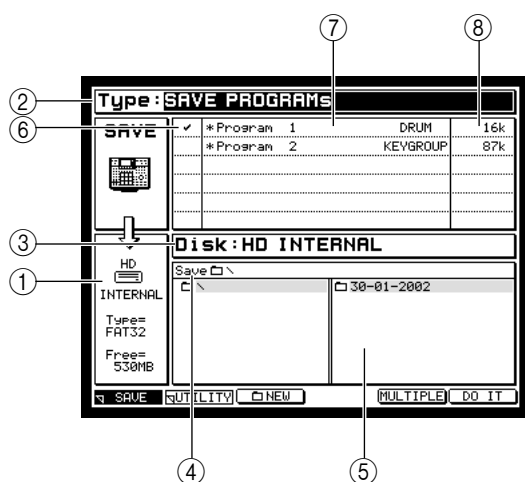 ⑦ ⑧
② Type:SAVE PROGRAMs
⑥ SAVE ✔ *Program 1 DRUM 16k
*Program 2 KEYGROUP 87k
③ Disk:HD INTERNAL
① HD
INTERNAL
Type=
FAT32
Free=
530MB
Save \
\ 30-01-2002
SAVE UTILITY NEW MULTIPLE DO IT
④ ⑤